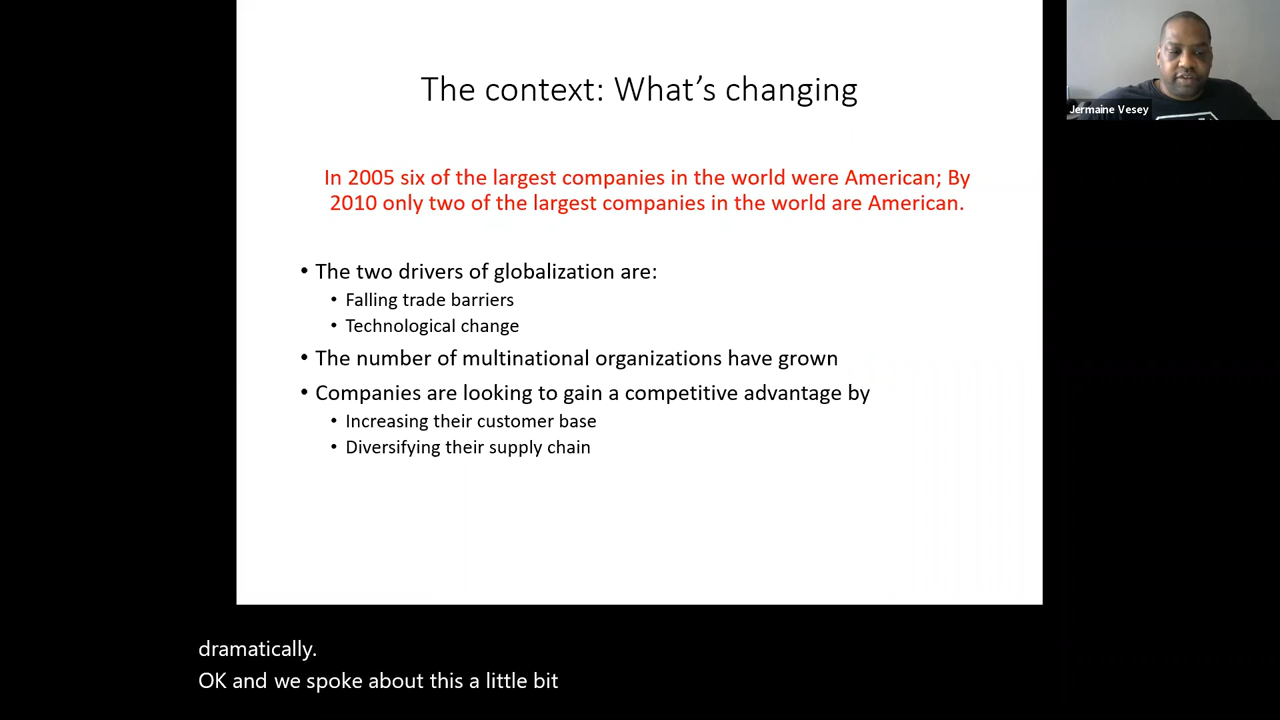 The context: What's changing
In 2005 six of the largest companies in the world were American; By
2010 only two of the largest companies in the world are American.
• The two drivers of globalization are:
• Falling trade barriers
• Technological change
• The number of multinational organizations have grown
• Companies are looking to gain a competitive advantage by
• Increasing their customer base
• Diversifying their supply chain
Jermaine Vesey
dramatically.
OK and we spoke about this a little bit